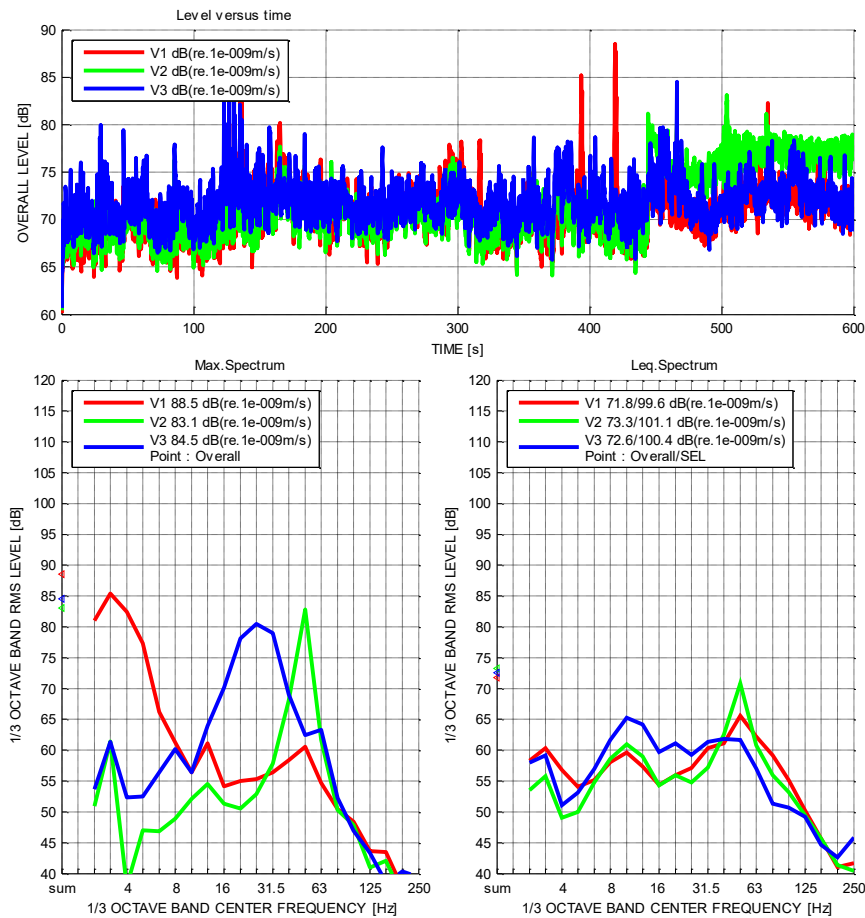 Level versus time
90
85
80
75
70
65
60
OVERALL LEVEL [dB]
V1 dB(re.1e-009m/s)
V2 dB(re.1e-009m/s)
V3 dB(re.1e-009m/s)
0 100 200 300 400 500 600
TIME [s]
Max.Spectrum
120
115
110
105
100
95
90
85
80
75
70
65
60
55
50
45
40
1/3 OCTAVE BAND RMS LEVEL [dB]
V1 88.5 dB(re.1e-009m/s)
V2 83.1 dB(re.1e-009m/s)
V3 84.5 dB(re.1e-009m/s)
Point : Overall
sum 4 8 16 31.5 63 125 250
1/3 OCTAVE BAND CENTER FREQUENCY [Hz]
Leq.Spectrum
120
115
110
105
100
95
90
85
80
75
70
65
60
55
50
45
40
1/3 OCTAVE BAND RMS LEVEL [dB]
V1 71.8/99.6 dB(re.1e-009m/s)
V2 73.3/101.1 dB(re.1e-009m/s)
V3 72.6/100.4 dB(re.1e-009m/s)
Point : Overall/SEL
sum 4 8 16 31.5 63 125 250
1/3 OCTAVE BAND CENTER FREQUENCY [Hz]